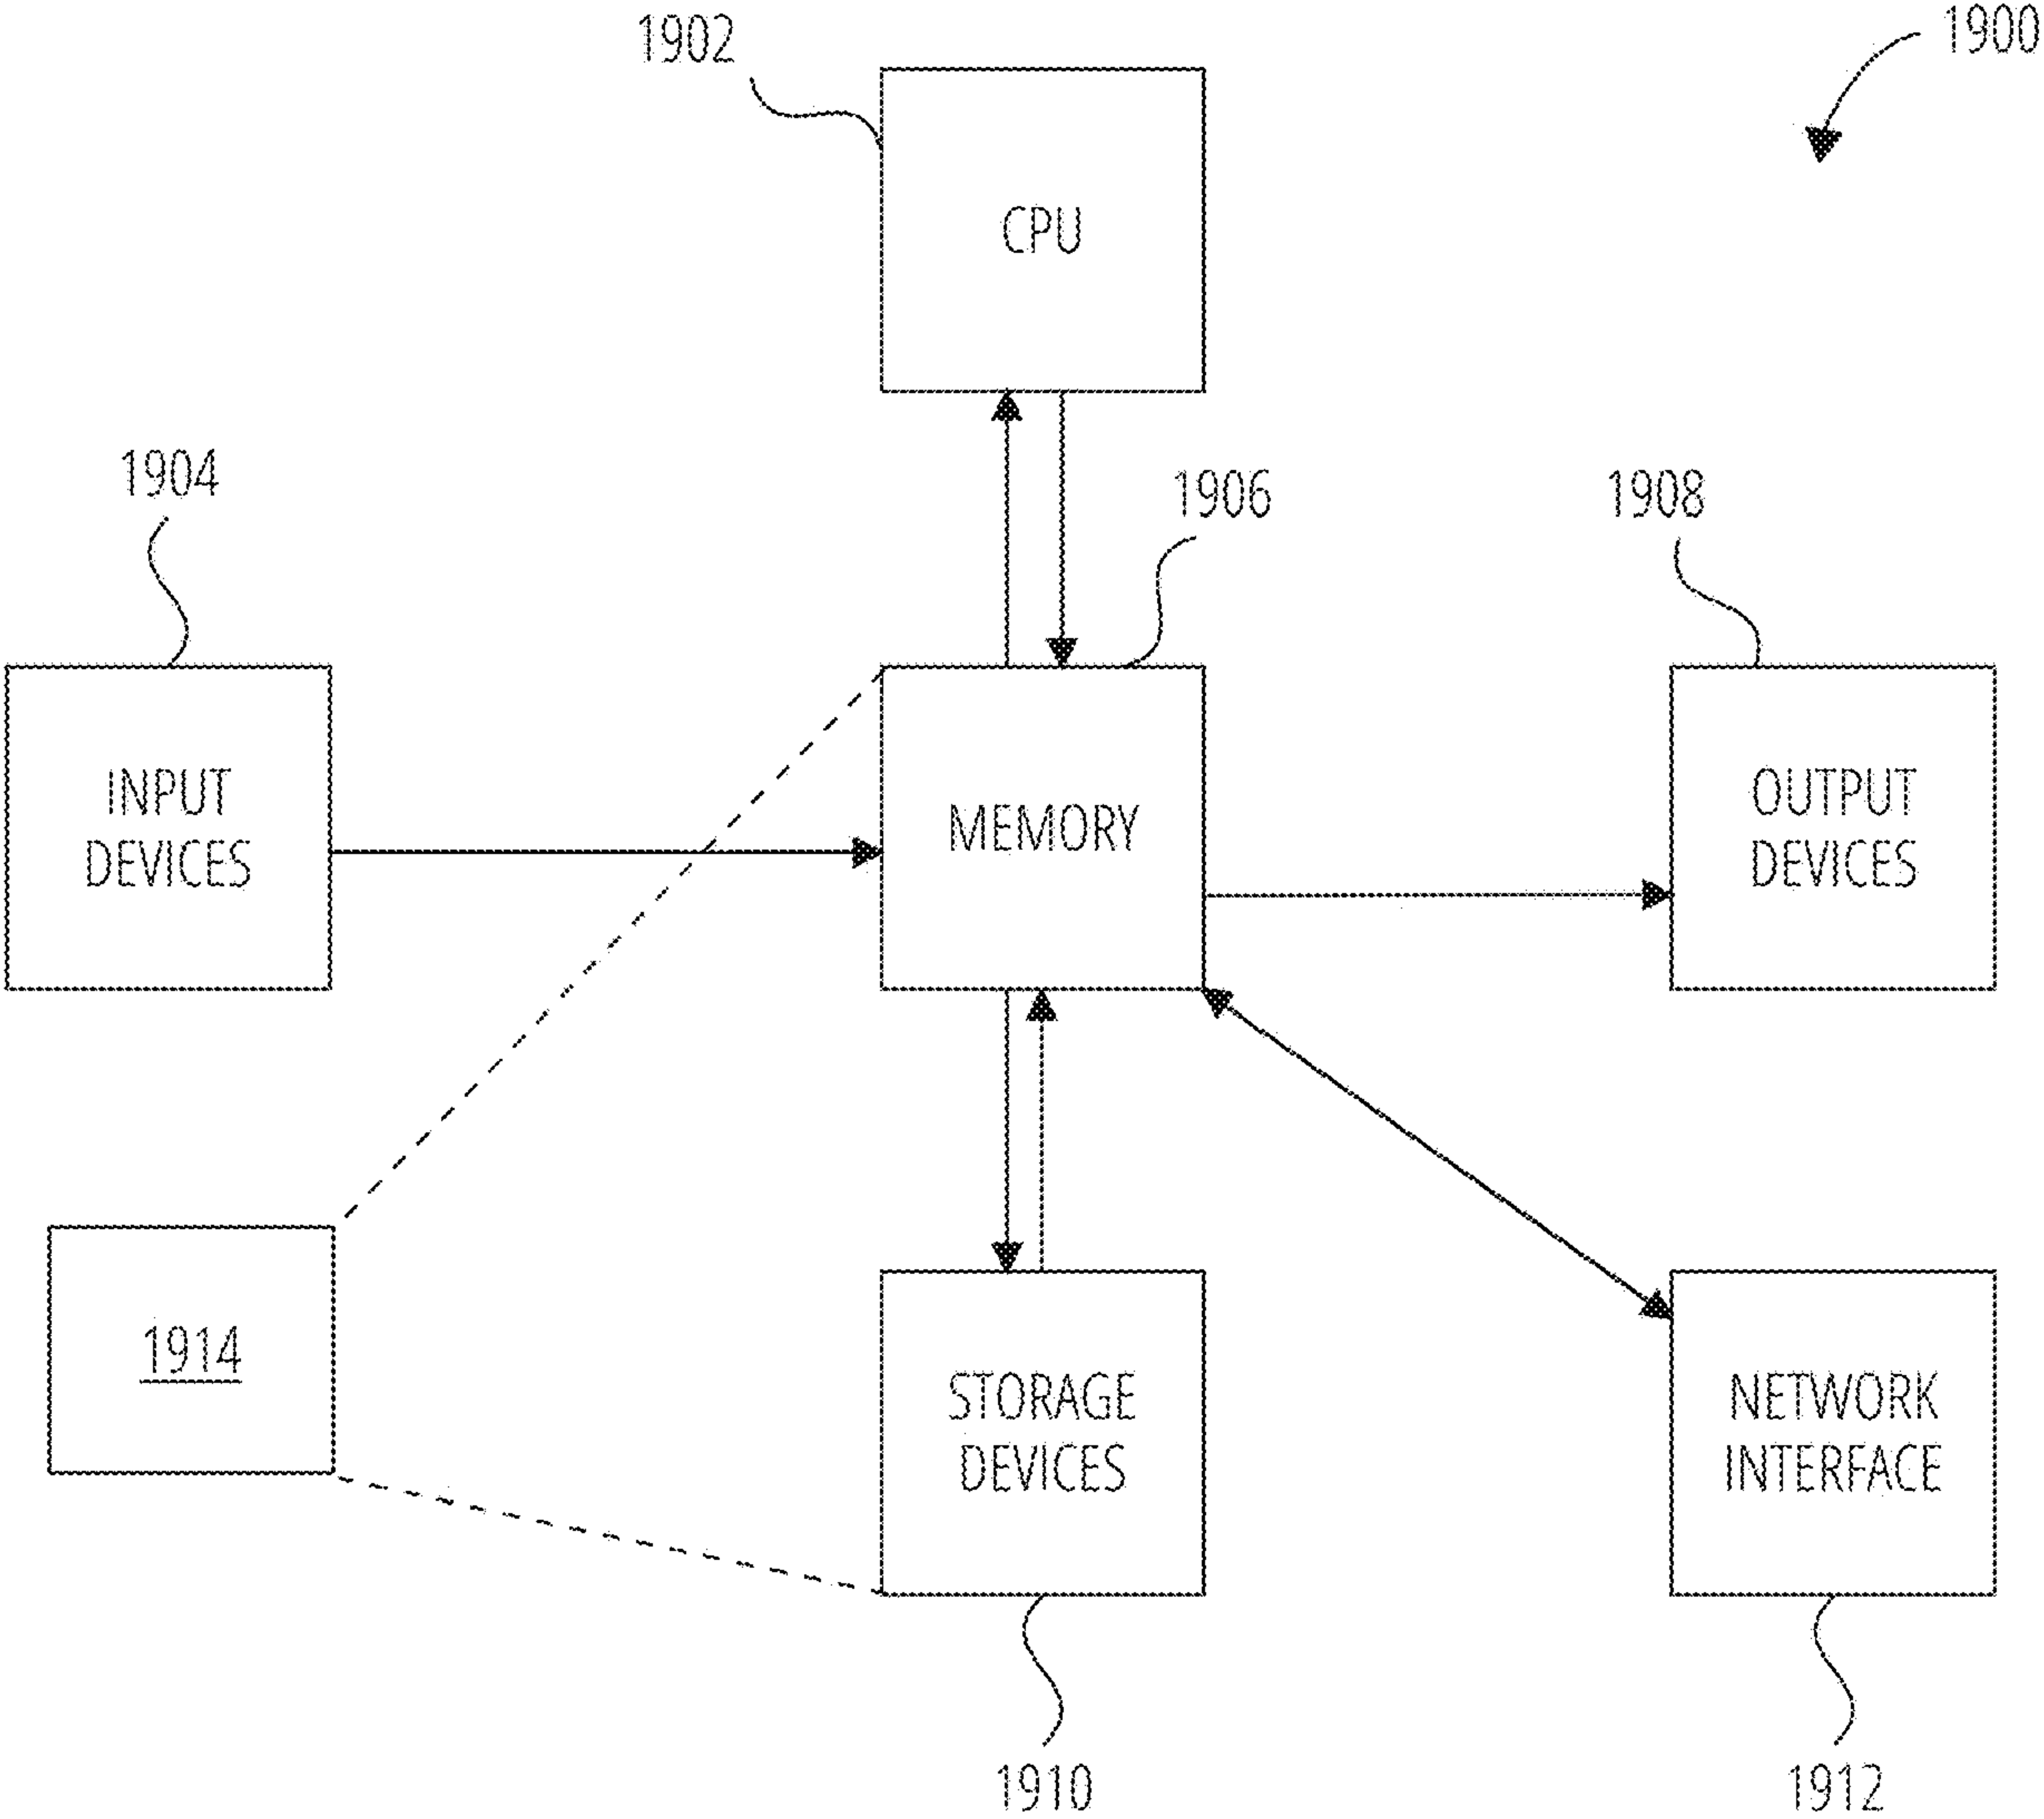 1902
1900
CPU
1904
1906
1908
INPUT
DEVICES
MEMORY
OUTPUT
DEVICES
1914
STORAGE
DEVICES
NETWORK
INTERFACE
1910
1912